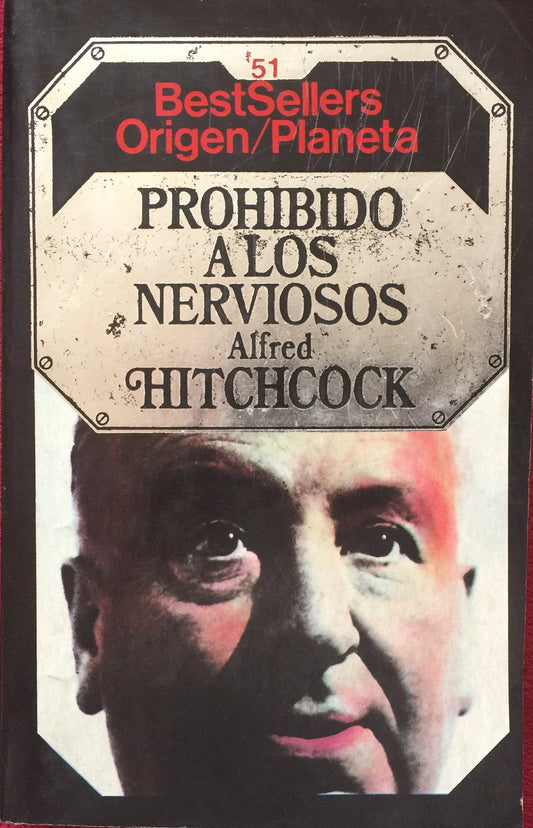 51
BestSellers
Origen/Planeta
PROHIBIDO
A LOS
NERVIOSOS
Alfred
HITCHCOCK